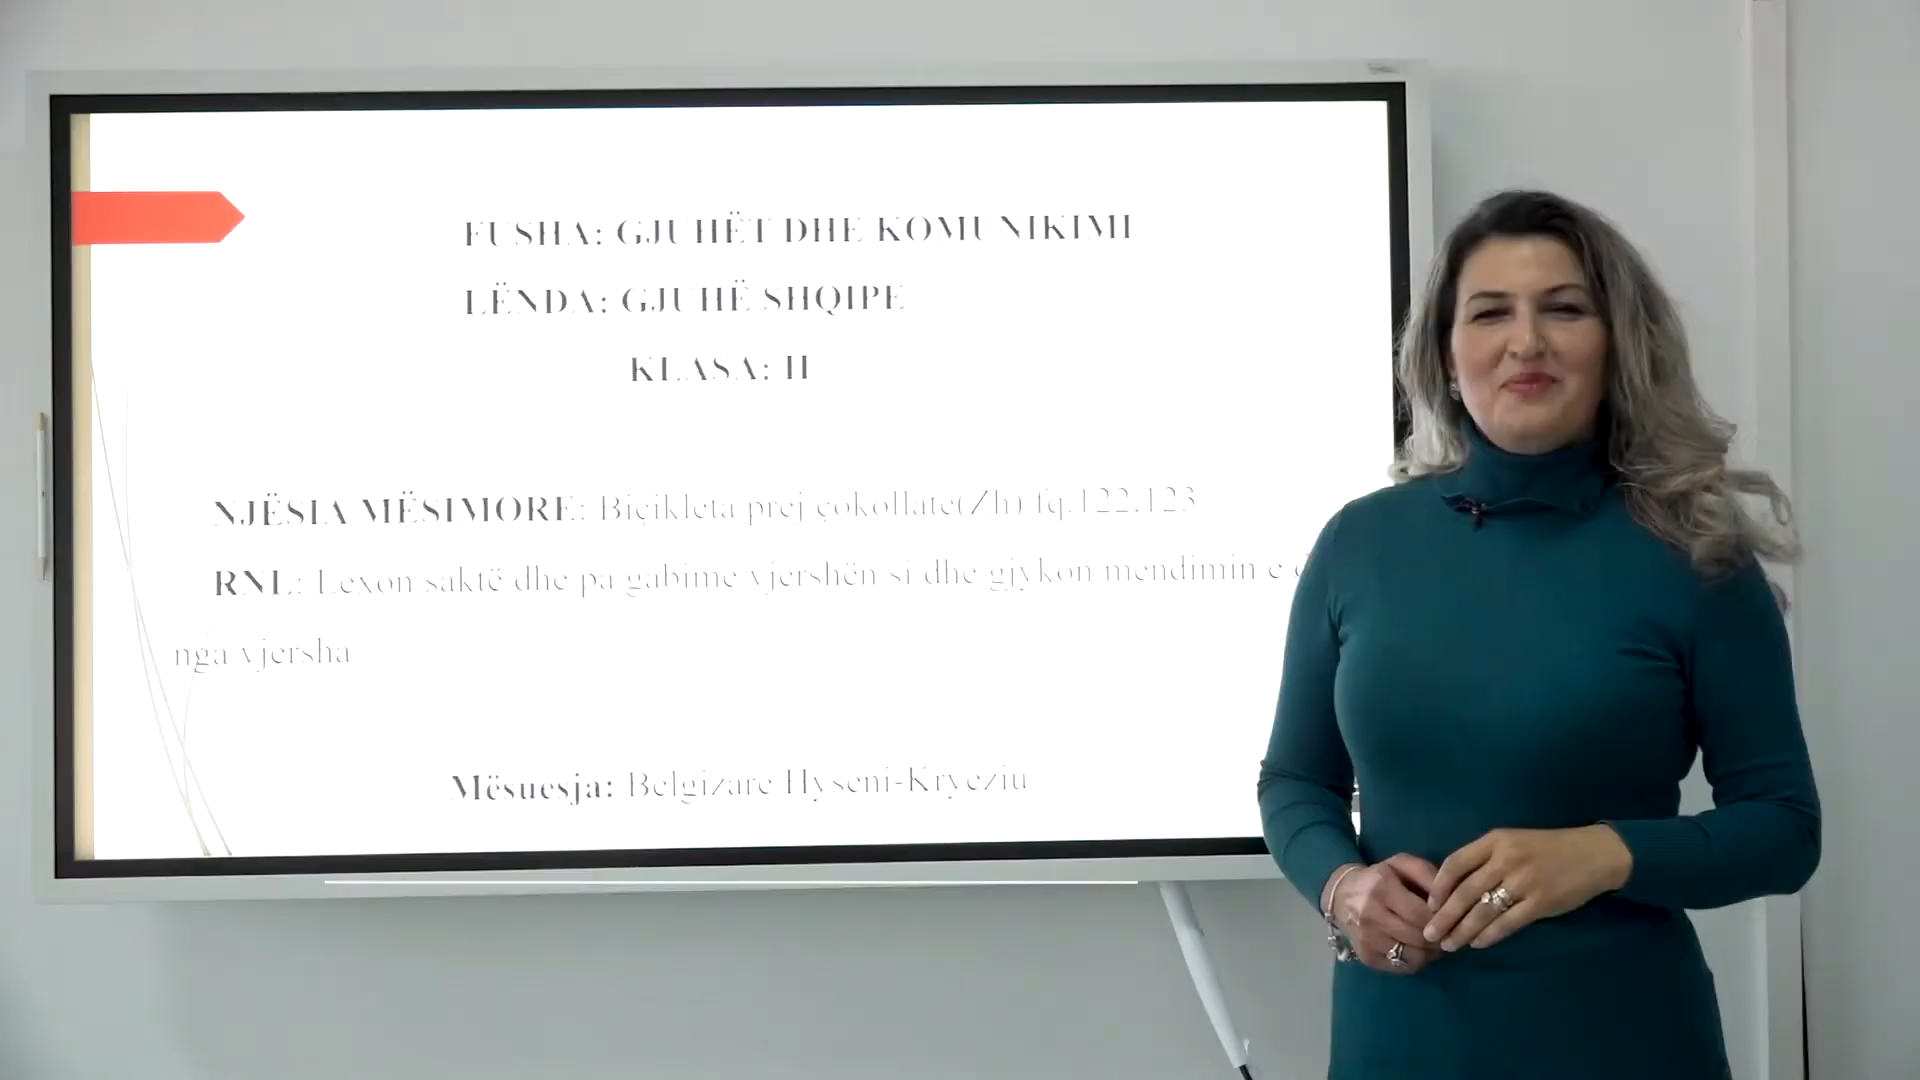 FUSHA: GJUHËT DHE KOMUNIKIMI
LËNDA: GJUHË SHQIPE
KLASA: II
NJËSIA MËSIMORE: Biçikleta prej çokollate(Zh) fq.122,123
RNL: Lexon saktë dhe pa gabime vjershën si dhe gjykon mendimin e
nga vjersha
Mësuesja: Belgizare Hyseni-Kryeziu